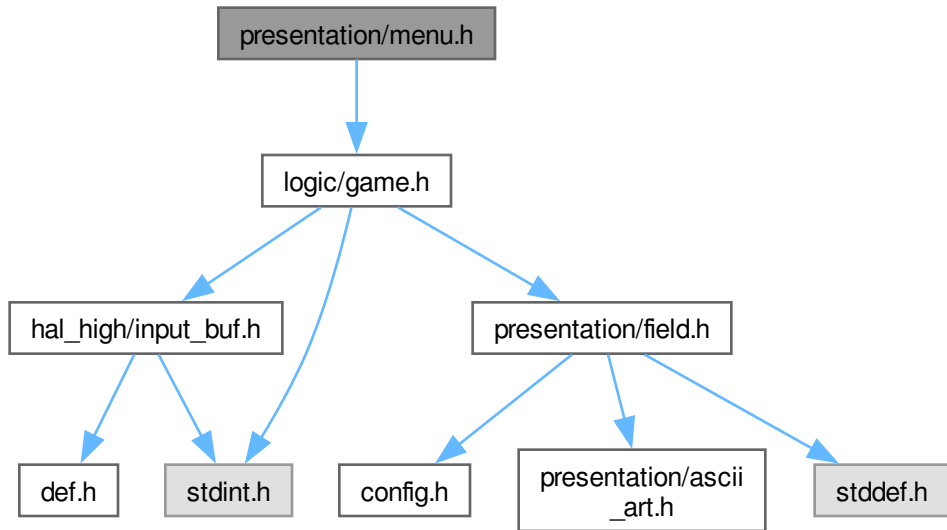 presentation/menu.h
logic/game.h
hal_high/input_buf.h
presentation/field.h
def.h
stdint.h
config.h
presentation/ascii
_art.h
stddef.h